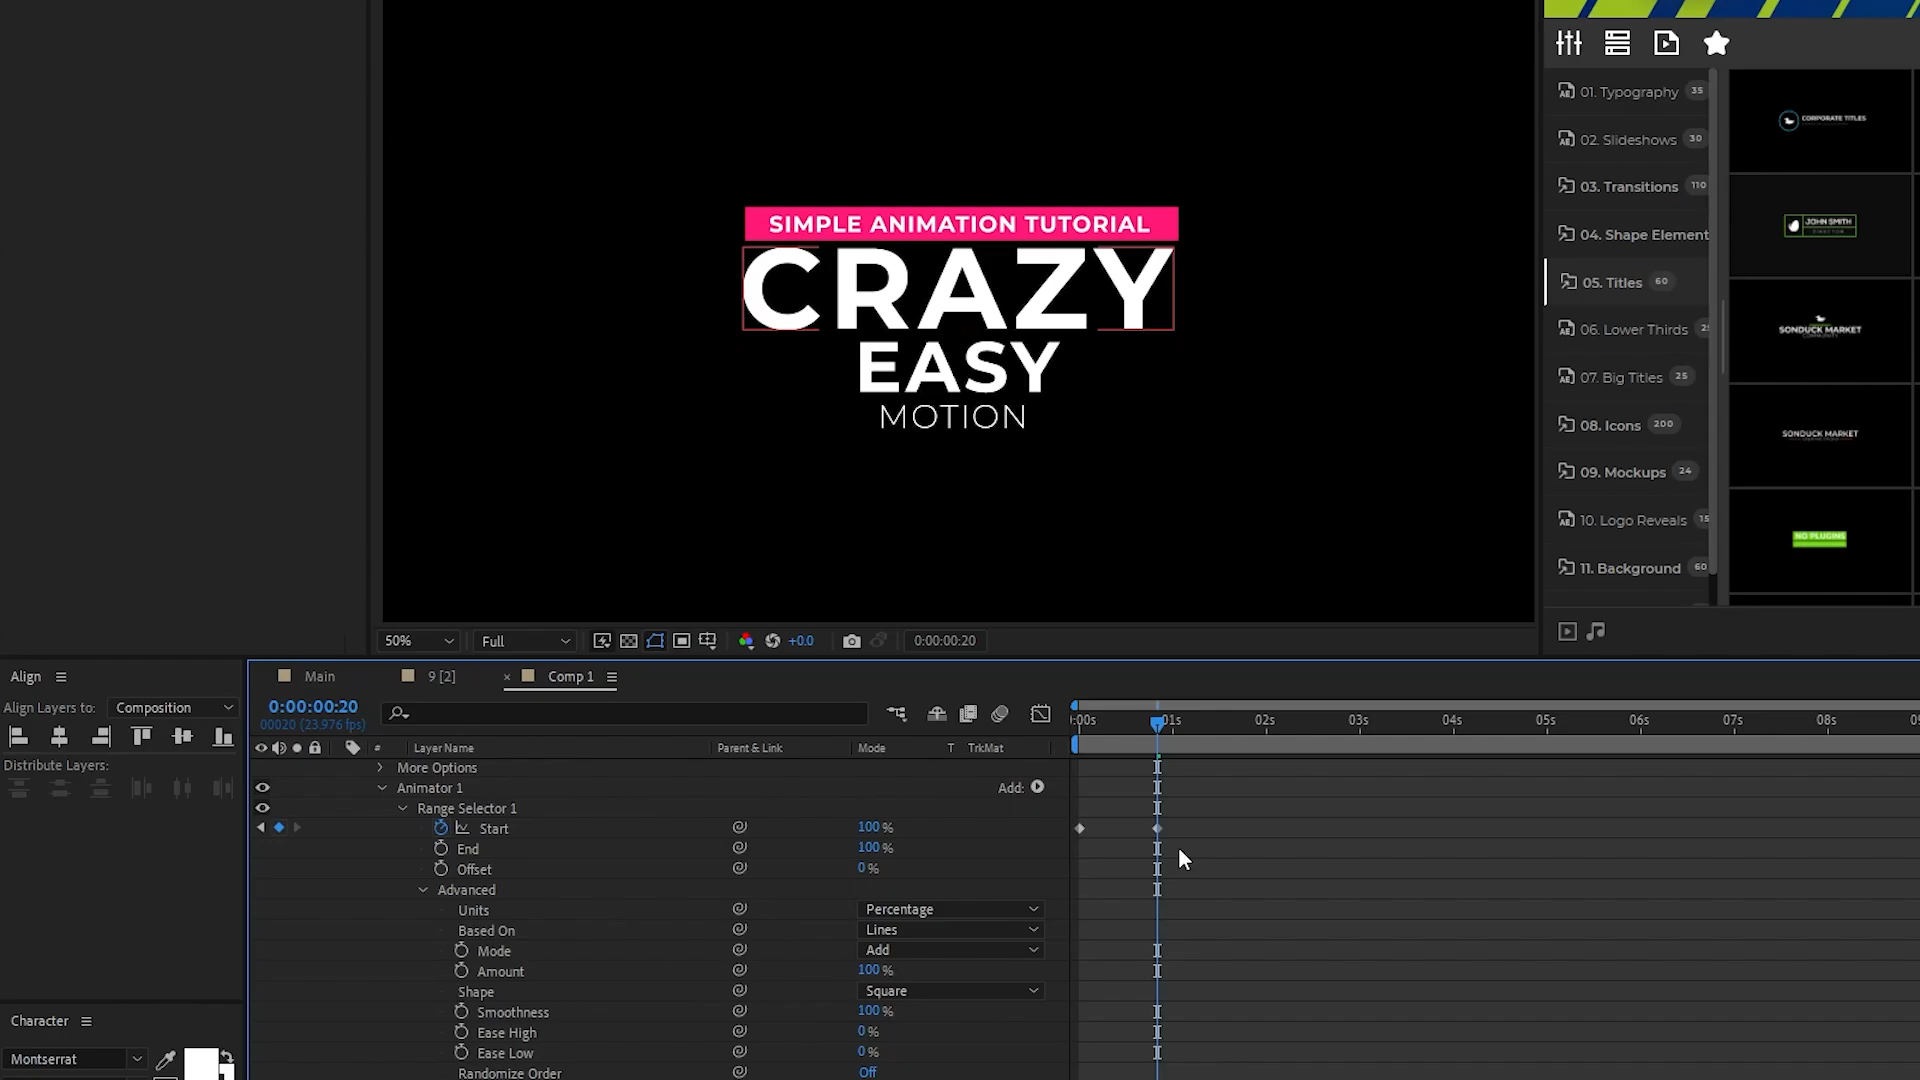 SIMPLE ANIMATION TUTORIAL
CRAZY
EASY
MOTION
50%
Full
+0.0
0:00:00:20
01. Typography 35
02. Slideshows 30
03. Transitions 110
04. Shape Element
05. Titles 60
06. Lower Thirds
07. Big Titles 25
08. Icons 200
09. Mockups 24
10. Logo Reveals
11. Background 60
CORPORATE TITLES
JOHN SMITH
DIRECTOR
SONDUCK MARKET
SONDUCK MARKET
NO PLUGINS
Align
Align Layers to: Composition
Distribute Layers:
Character
Montserrat
Main
9 [2]
× Comp 1
0:00:00:20
00020 (23.976 fps)
# Layer Name Parent & Link Mode T TrkMat
:00s 01s 02s 03s 04s 05s 06s 07s 08s
More Options
Animator 1 Add:
Range Selector 1
Start 100 %
End 100 %
Offset 0 %
Advanced
Units Percentage
Based On Lines
Mode Add
Amount 100 %
Shape Square
Smoothness 100 %
Ease High 0 %
Ease Low 0 %
Randomize Order Off